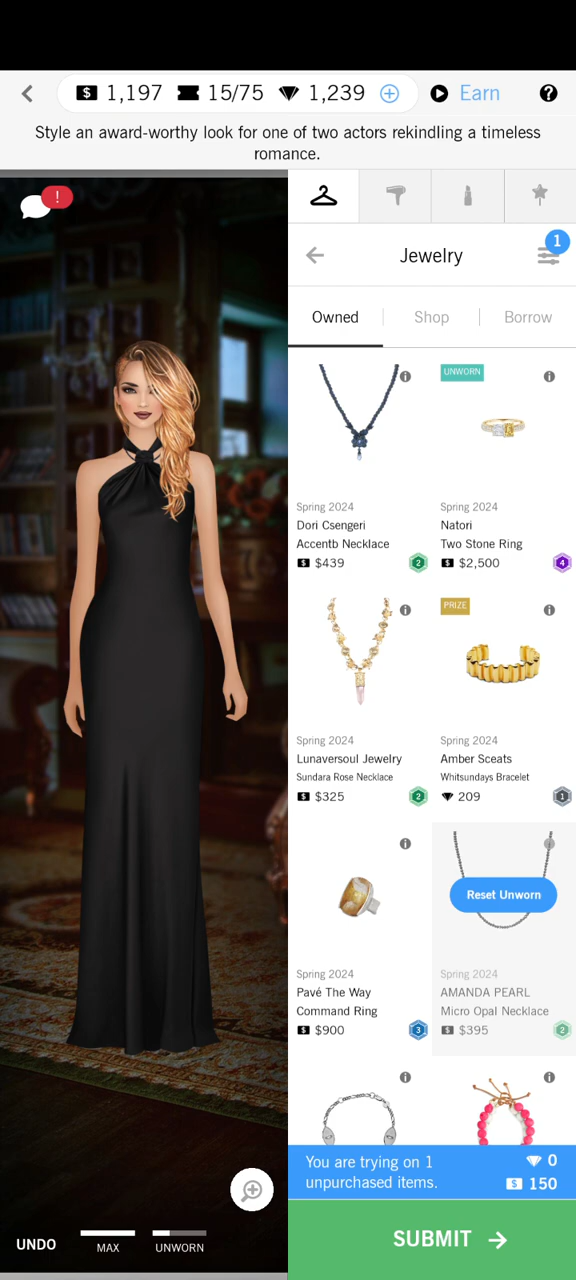 1,197
15/75
1,239
Earn
?
Style an award-worthy look for one of two actors rekindling a timeless
romance.
!
1
Jewelry
Owned
Shop
Borrow
UNWORN
Spring 2024
Dori Csengeri
Accentb Necklace
$439
2
Spring 2024
Natori
Two Stone Ring
$2,500
4
PRIZE
Spring 2024
Lunaversoul Jewelry
Sundara Rose Necklace
$325
2
Spring 2024
Amber Sceats
Whitsundays Bracelet
209
1
Reset Unworn
Spring 2024
Pavé The Way
Command Ring
$900
3
Spring 2024
AMANDA PEARL
Micro Opal Necklace
$395
2
You are trying on 1
unpurchased items.
0
150
UNDO
MAX
UNWORN
SUBMIT